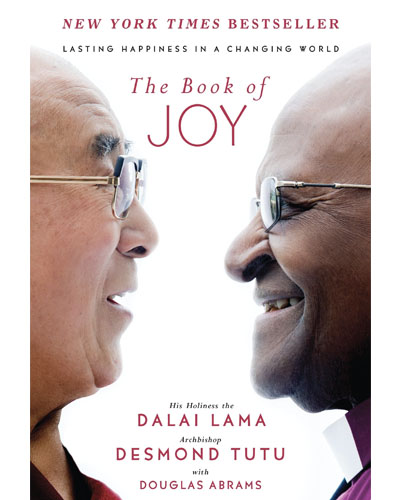 NEW YORK TIMES BESTSELLER
LASTING HAPPINESS IN A CHANGING WORLD
The Book of
JOY
His Holiness the
DALAI LAMA
Archbishop
DESMOND TUTU
with
DOUGLAS ABRAMS